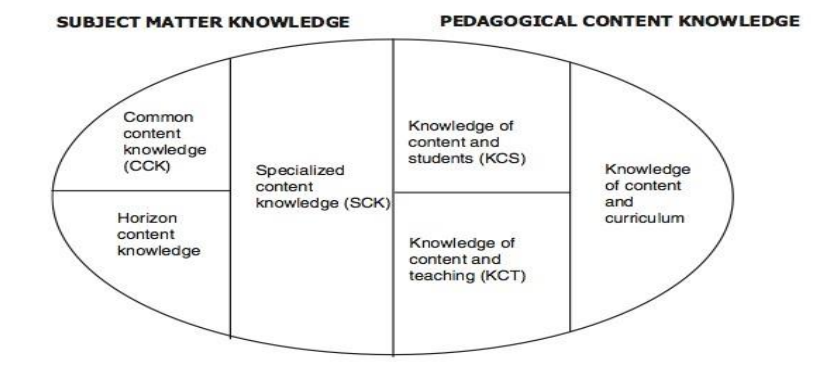 SUBJECT MATTER KNOWLEDGE
PEDAGOGICAL CONTENT KNOWLEDGE
Common
content
knowledge
(CCK)
Horizon
content
knowledge
Specialized
content
knowledge (SCK)
Knowledge of
content and
students (KCS)
Knowledge of
content and
teaching (KCT)
Knowledge
of content
and
curriculum